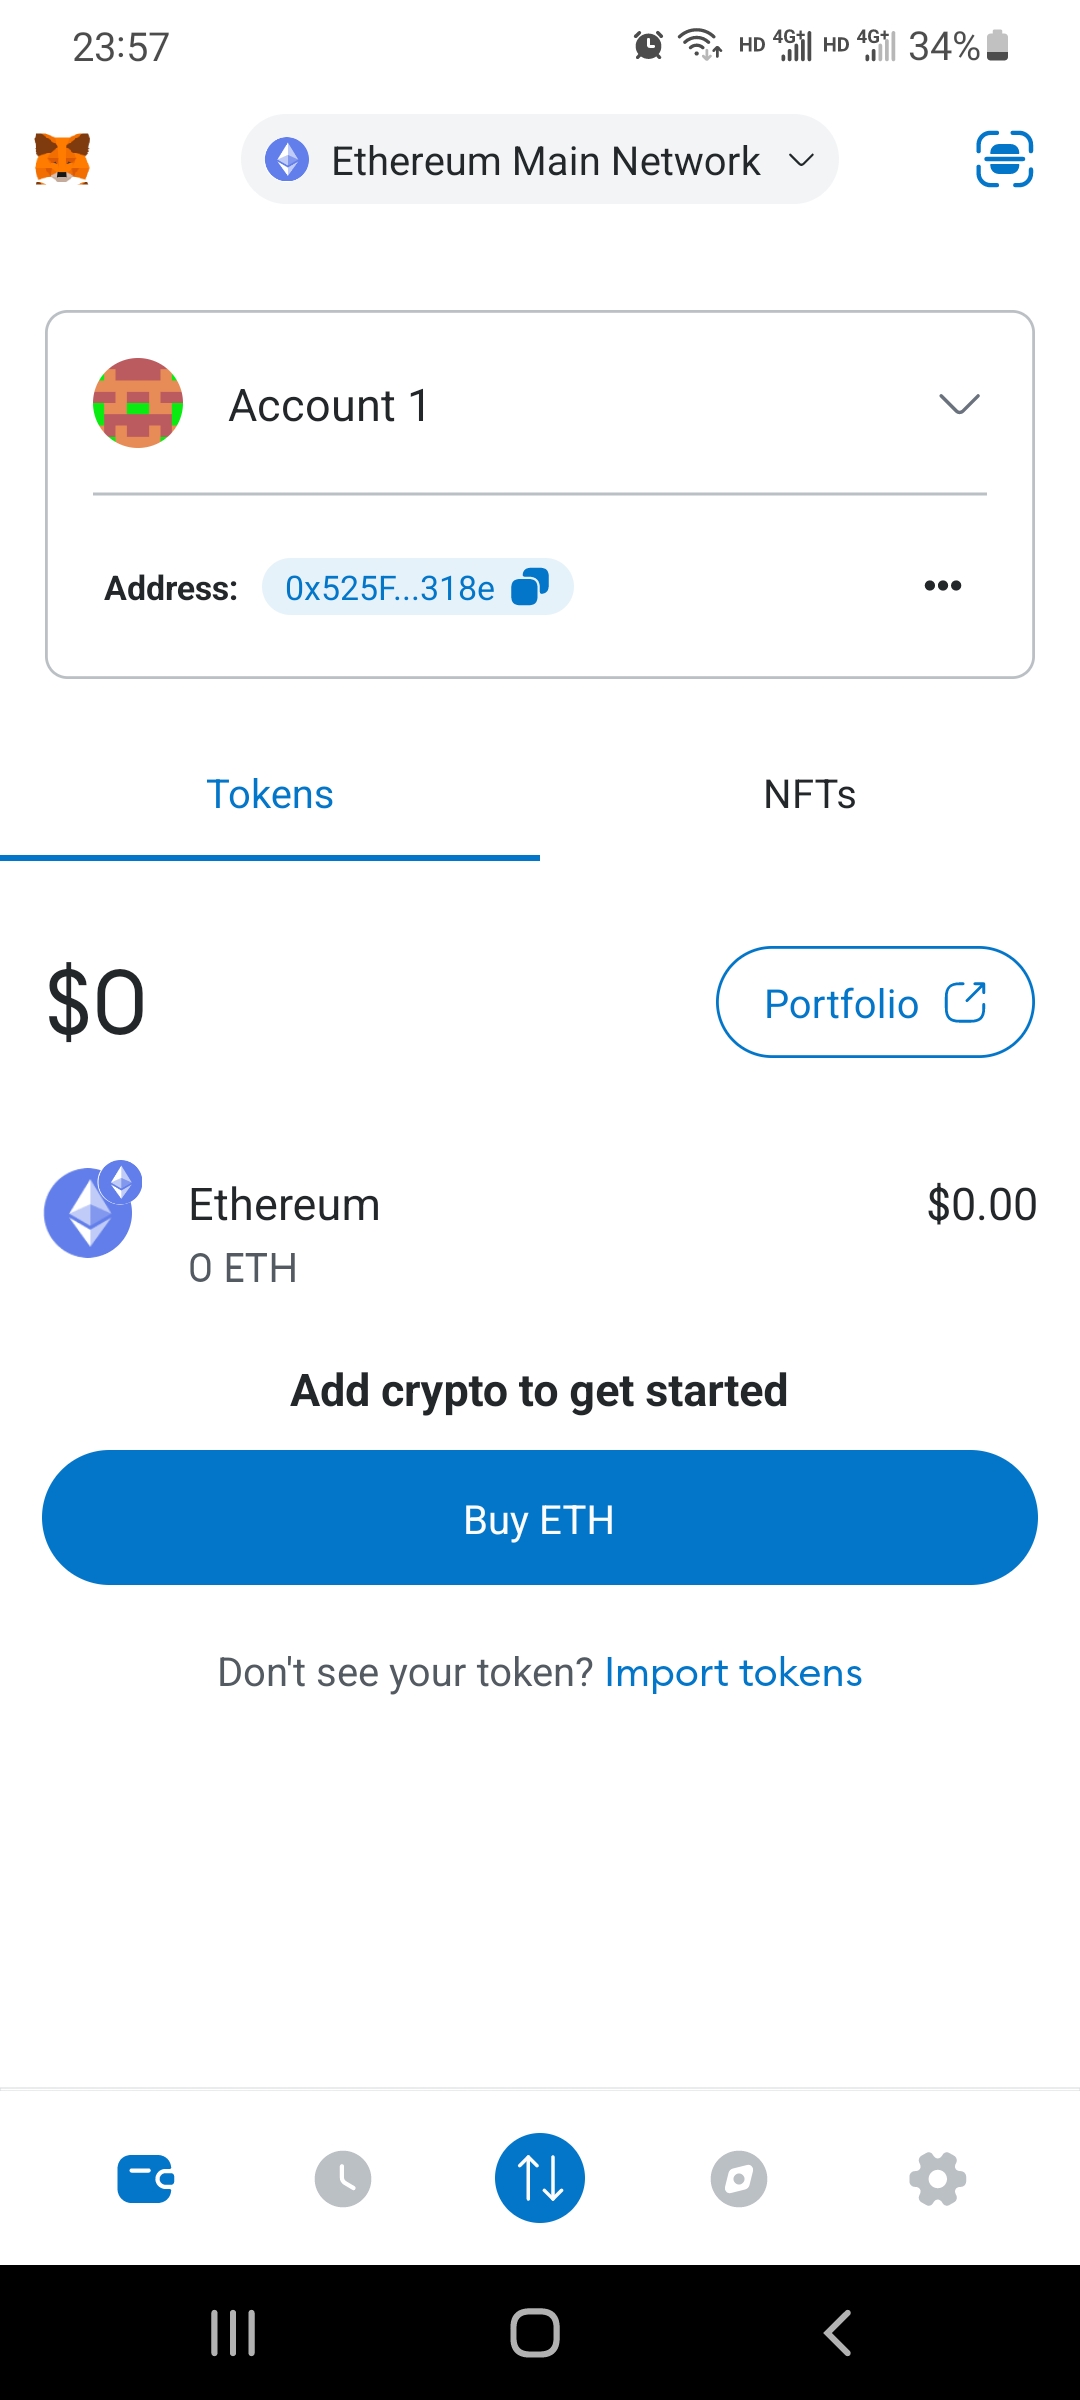 23:57
HD 4G+ HD 4G+ 34%
Ethereum Main Network
Account 1
Address: 0x525F...318e
Tokens NFTs
$0 Portfolio
Ethereum $0.00
0 ETH
Add crypto to get started
Buy ETH
Don't see your token? Import tokens